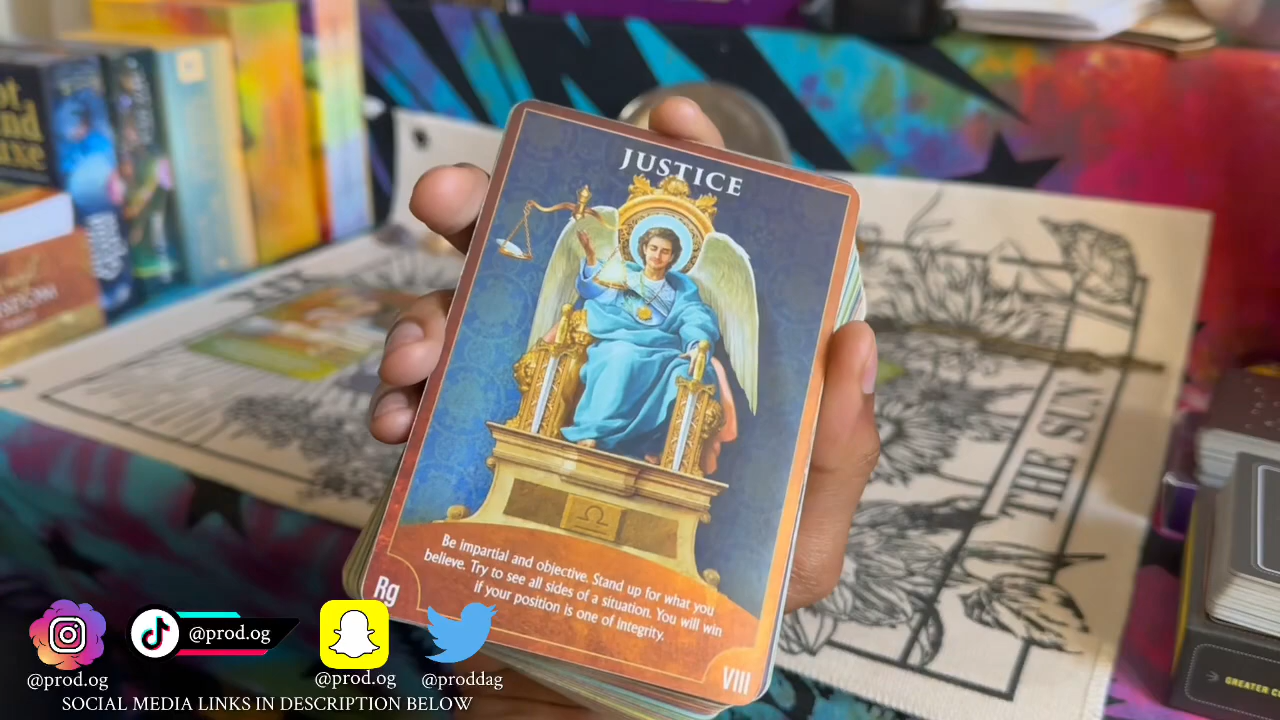 JUSTICE
Be impartial and objective. Stand up for what you
believe. Try to see all sides of a situation. You will win
if your position is one of integrity.
Rg
VIII
THE SUN
@prod.og
@prod.og
@prod.og
@proddag
SOCIAL MEDIA LINKS IN DESCRIPTION BELOW